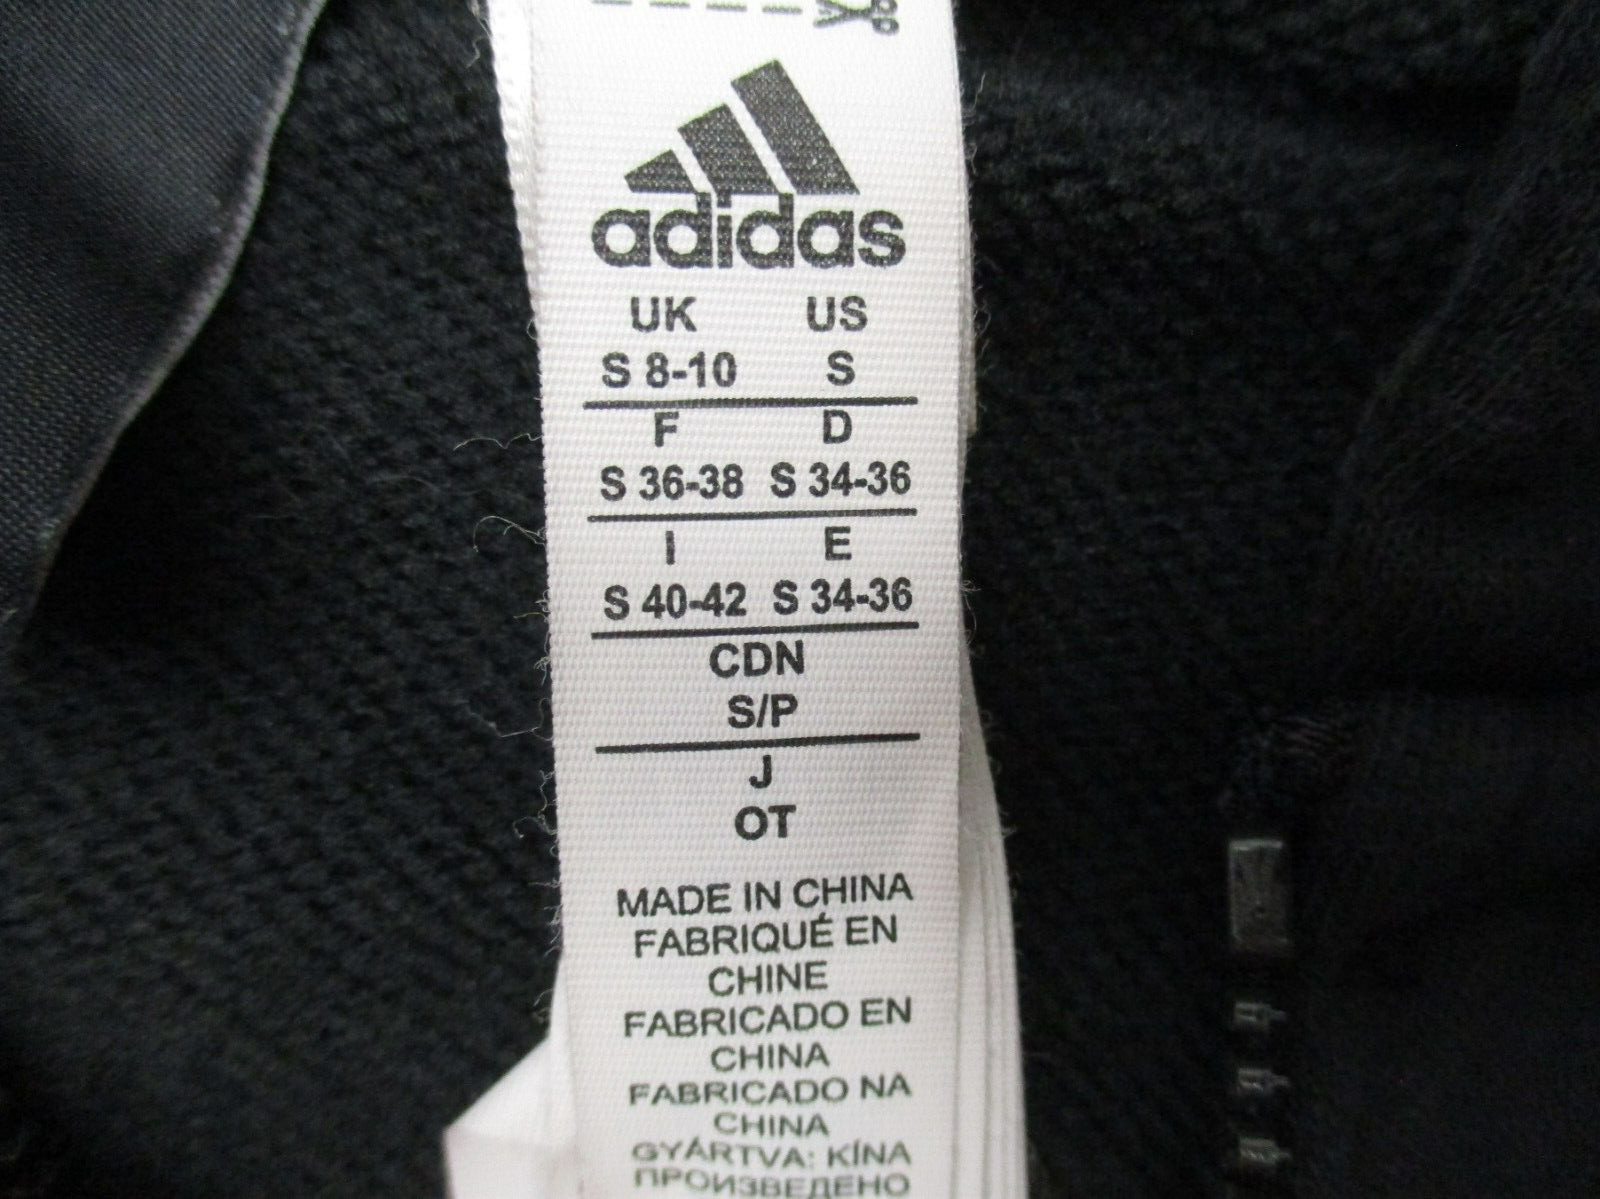 adidas
UK US
S 8-10 S
F D
S 36-38 S 34-36
I E
S 40-42 S 34-36
CDN
S/P
J
OT
MADE IN CHINA
FABRIQUÉ EN
CHINE
FABRICADO EN
CHINA
FABRICADO NA
CHINA
GYÁRTVA: KÍNA
ПРОИЗВЕДЕНО